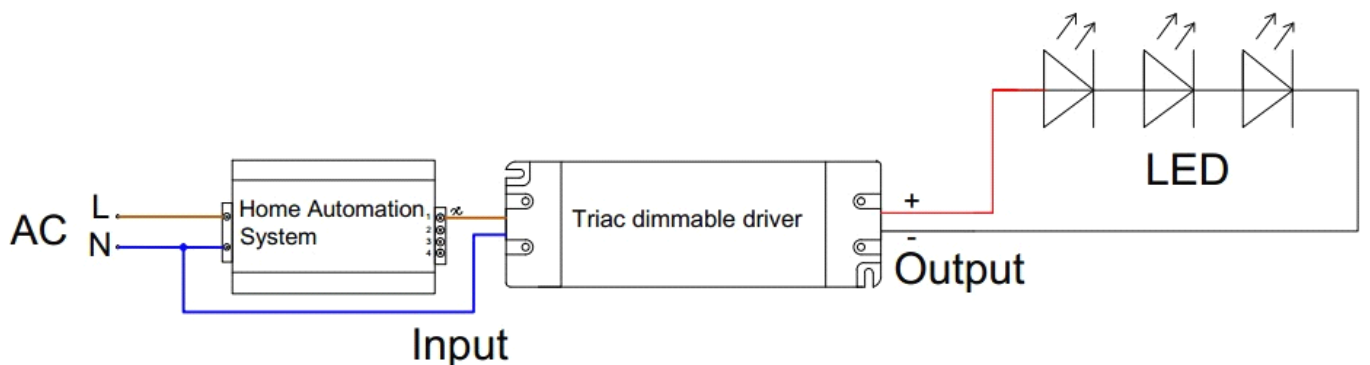 AC
L
N
Home Automation
System
1
2
3
4
Input
Triac dimmable driver
+
-
Output
LED